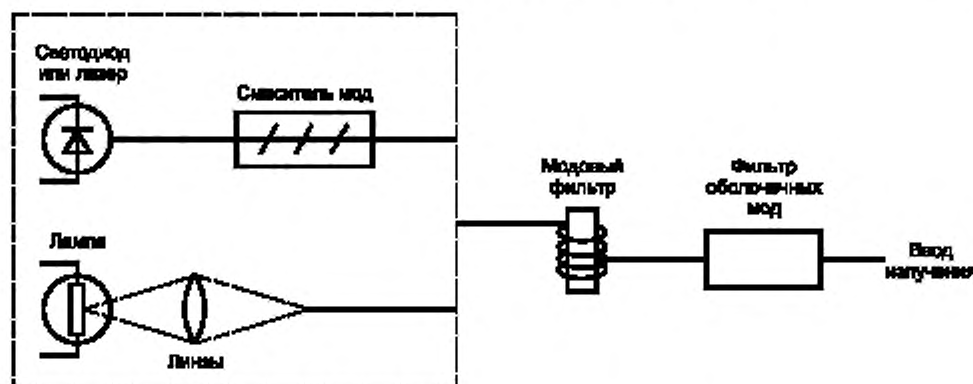 Светодиод
или лазер
Смеситель мод
Лампа
Линзы
Модовый
фильтр
Фильтр
оболочечных
мод
Ввод
излучения